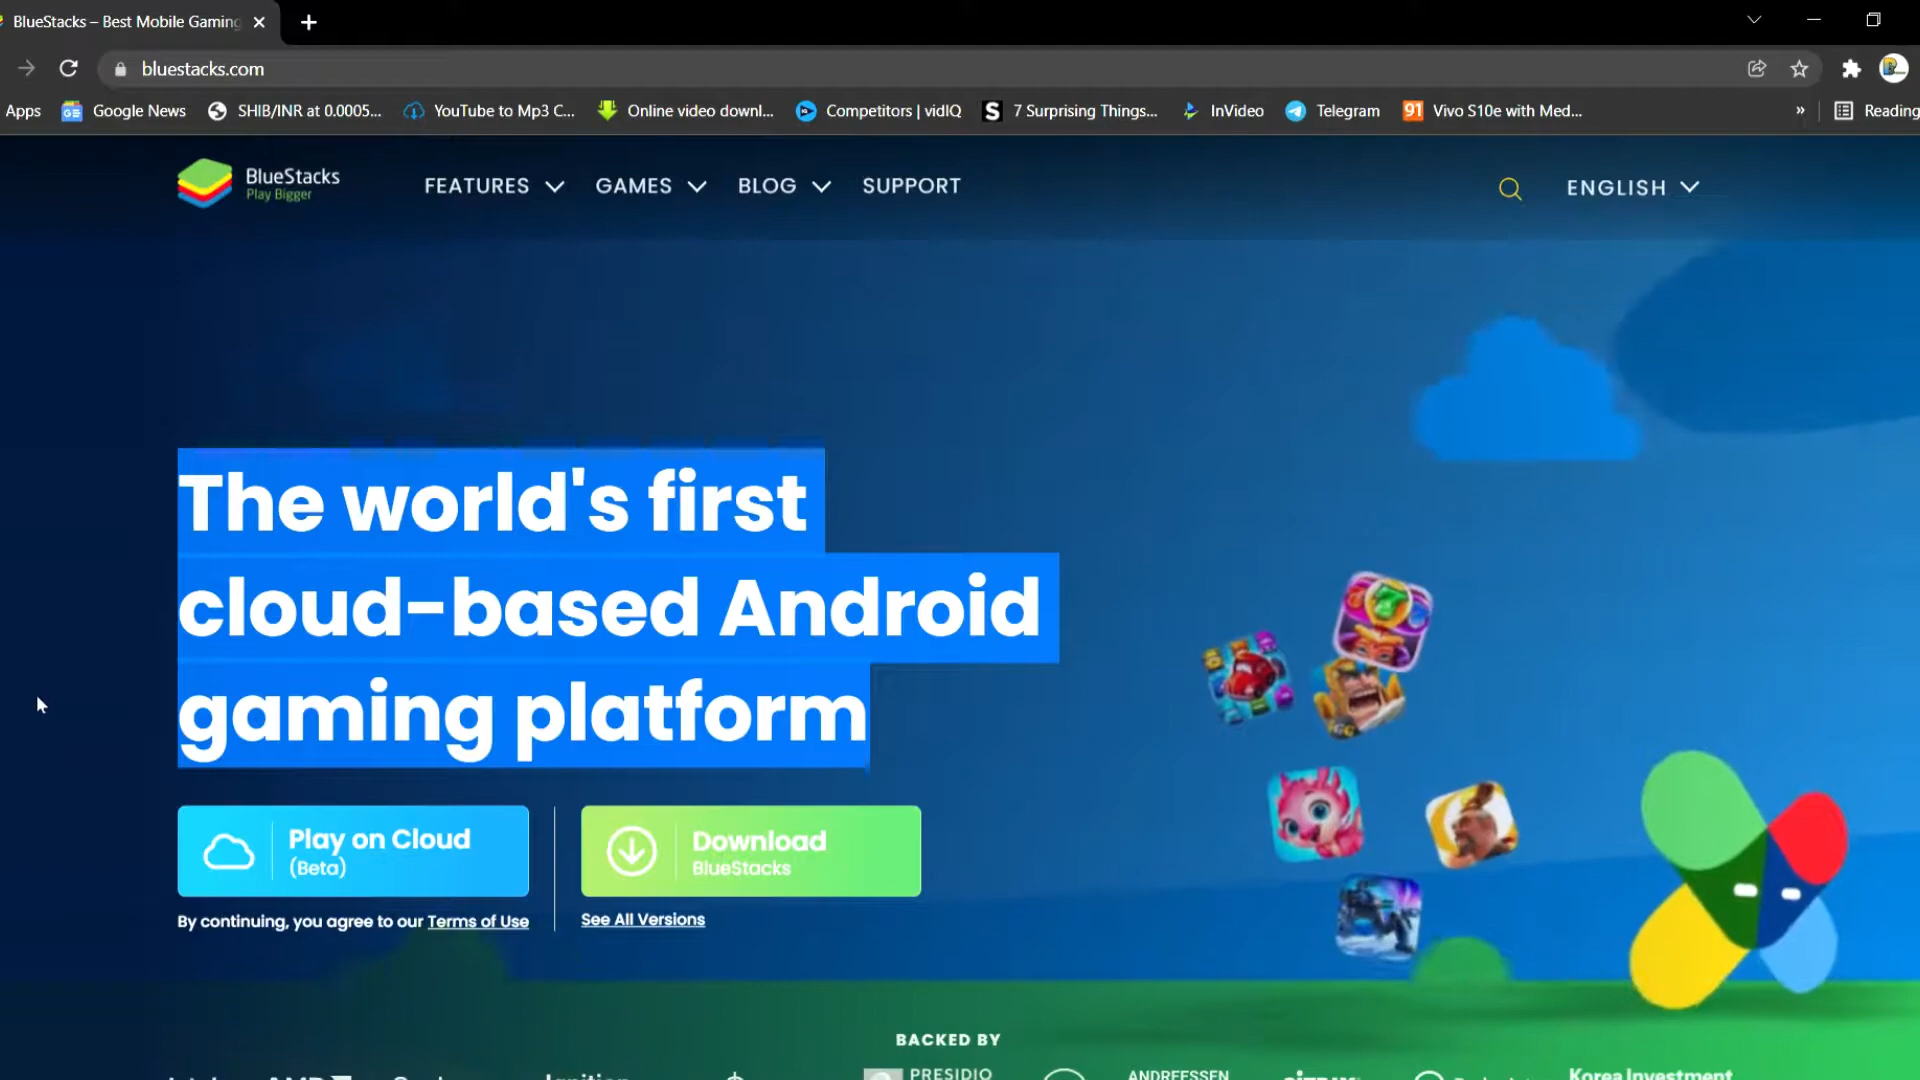 BlueStacks – Best Mobile Gaming
bluestacks.com
Apps Google News SHIB/INR at 0.0005... YouTube to Mp3 C... Online video downl... Competitors | vidIQ 7 Surprising Things... InVideo Telegram 91 Vivo S10e with Med... » Reading
BlueStacks
Play Bigger
FEATURES GAMES BLOG SUPPORT ENGLISH
The world's first
cloud-based Android
gaming platform
Play on Cloud
(Beta)
Download
BlueStacks
By continuing, you agree to our Terms of Use
See All Versions
BACKED BY
PRESIDIO
ANDREESSEN
Korea Investment